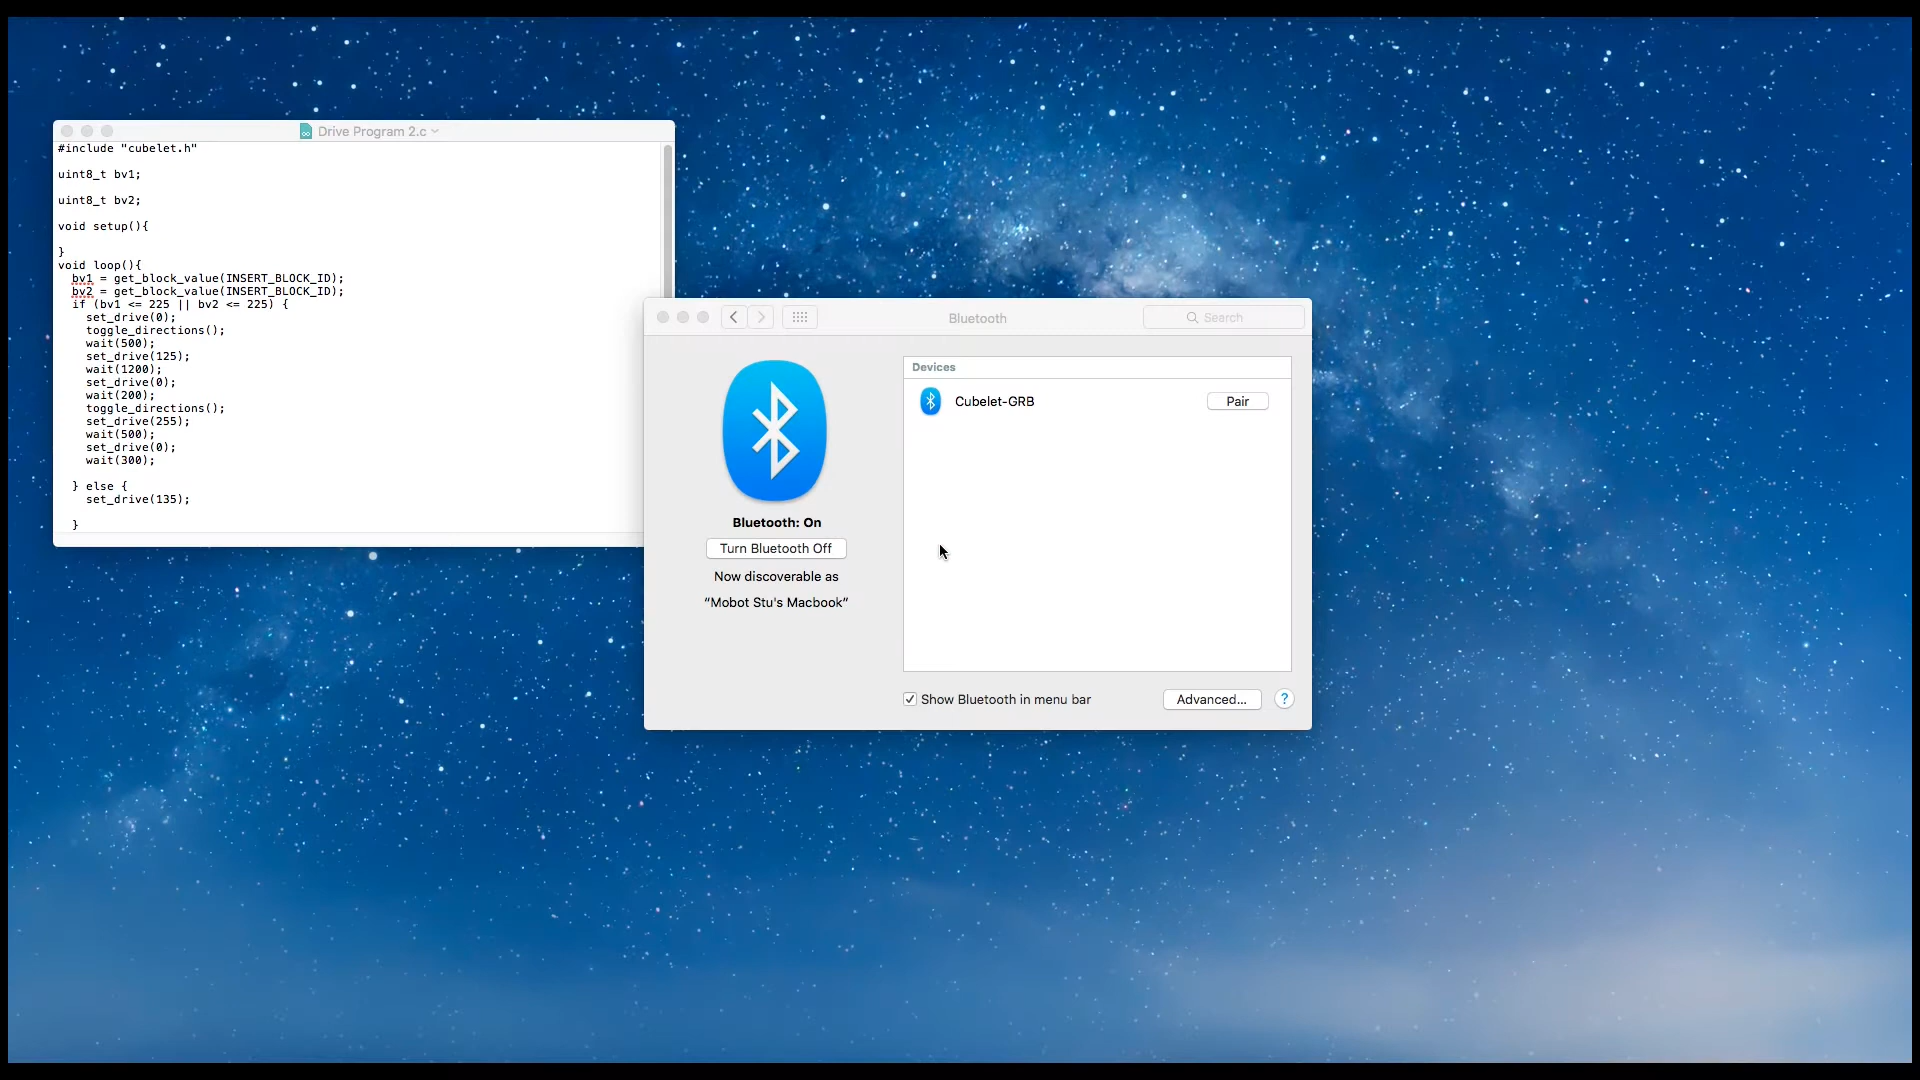 Drive Program 2.c
#include "cubelet.h"
uint8_t bv1;
uint8_t bv2;
void setup(){
}
void loop(){
bv1 = get_block_value(INSERT_BLOCK_ID);
bv2 = get_block_value(INSERT_BLOCK_ID);
if (bv1 <= 225 || bv2 <= 225) {
set_drive(0);
toggle_directions();
wait(500);
set_drive(125);
wait(1200);
set_drive(0);
wait(200);
toggle_directions();
set_drive(255);
wait(500);
set_drive(0);
wait(300);
} else {
set_drive(135);
}
Bluetooth
Search
Bluetooth: On
Turn Bluetooth Off
Now discoverable as
“Mobot Stu's Macbook”
Devices
Cubelet-GRB
Pair
Show Bluetooth in menu bar
Advanced...
?